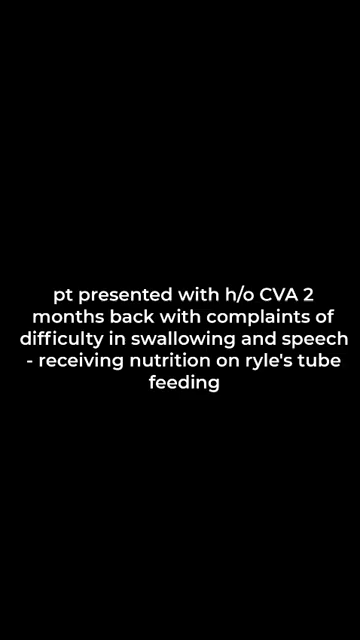 pt presented with h/o CVA 2
months back with complaints of
difficulty in swallowing and speech
- receiving nutrition on ryle's tube
feeding